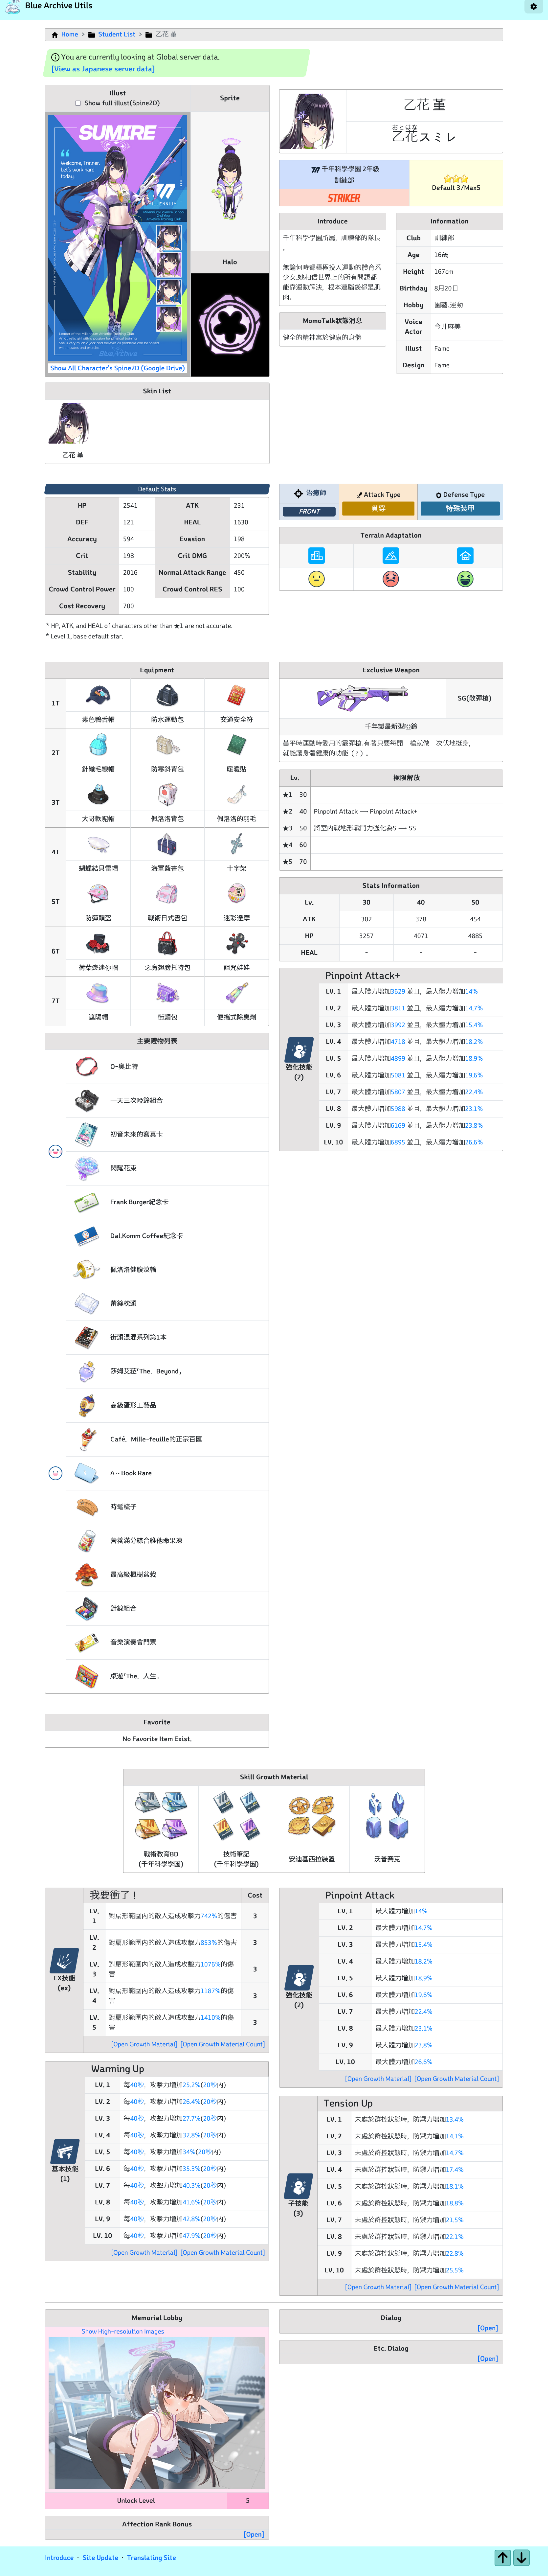 Blue Archive Utils
Home > Student List > 乙花 堇
You are currently looking at Global server data.
[View as Japanese server data]
Illust
Show full illust(Spine2D)
Sprite
SUMIRE
Welcome, Trainer.
Let's work hard
today.
MILLENNIUM
Show All Character's Spine2D (Google Drive)
Halo
Skin List
乙花 堇
乙花 堇
おとはな
乙花スミレ
千年科學學園 2年級
訓練部
STRIKER
Default 3/Max5
Introduce
千年科學學園所屬，訓練部的隊長
。
無論何時都積極投入運動的體育系
少女,她相信世界上的所有問題都
能靠運動解決，根本連腦袋都是肌
肉。
MomoTalk狀態消息
健全的精神寓於健康的身體
Information
Club 訓練部
Age 16歲
Height 167cm
Birthday 8月20日
Hobby 園藝,運動
Voice Actor 今井麻美
Illust Fame
Design Fame
Default Stats
HP 2541 ATK 231
DEF 121 HEAL 1630
Accuracy 594 Evasion 198
Crit 198 Crit DMG 200%
Stability 2016 Normal Attack Range 450
Crowd Control Power 100 Crowd Control RES 100
Cost Recovery 700
* HP, ATK, and HEAL of characters other than ★1 are not accurate.
* Level 1, base default star.
治癒師
FRONT
Attack Type
貫穿
Defense Type
特殊裝甲
Terrain Adaptation
Equipment
1T
素色鴨舌帽 防水運動包 交通安全符
2T
針織毛線帽 防寒斜背包 暖暖貼
3T
大哥軟呢帽 佩洛洛背包 佩洛洛的羽毛
4T
蝴蝶結貝雷帽 海軍藍書包 十字架
5T
防彈頭盔 戰術日式書包 迷彩達摩
6T
荷葉邊迷你帽 惡魔翅膀托特包 詛咒娃娃
7T
遮陽帽 街頭包 便攜式除臭劑
Exclusive Weapon
SG(散彈槍)
千年製最新型啞鈴
堇平時運動時愛用的霰彈槍,有若只要每開一槍就做一次伏地挺身，
就能讓身體健康的功能（？）。
Lv. 極限解放
★1 30
★2 40 Pinpoint Attack → Pinpoint Attack+
★3 50 將室內戰地形戰鬥力強化為S → SS
★4 60
★5 70
Stats Information
Lv. 30 40 50
ATK 302 378 454
HP 3257 4071 4885
HEAL - - -
強化技能
(2)
Pinpoint Attack+
LV. 1 最大體力增加3629 並且，最大體力增加14%
LV. 2 最大體力增加3811 並且，最大體力增加14.7%
LV. 3 最大體力增加3992 並且，最大體力增加15.4%
LV. 4 最大體力增加4718 並且，最大體力增加18.2%
LV. 5 最大體力增加4899 並且，最大體力增加18.9%
LV. 6 最大體力增加5081 並且，最大體力增加19.6%
LV. 7 最大體力增加5807 並且，最大體力增加22.4%
LV. 8 最大體力增加5988 並且，最大體力增加23.1%
LV. 9 最大體力增加6169 並且，最大體力增加23.8%
LV. 10 最大體力增加6895 並且，最大體力增加26.6%
主要禮物列表
O-奧比特
一天三次啞鈴組合
初音未來的寫真卡
閃耀花束
Frank Burger紀念卡
Dal.Komm Coffee紀念卡
佩洛洛健腹滾輪
蕾絲枕頭
街頭混混系列第1本
莎姆艾菈「The．Beyond」
高級蛋形工藝品
Café．Mille-feuille的正宗百匯
A－Book Rare
時髦梳子
營養滿分綜合維他命果凍
最高級楓樹盆栽
針線組合
音樂演奏會門票
卓遊「The．人生」
Favorite
No Favorite Item Exist.
Skill Growth Material
戰術教育BD
(千年科學學園)
技術筆記
(千年科學學園)
安迪基西拉裝置
沃普賽克
EX技能
(ex)
我要衝了！ Cost
LV. 1 對扇形範圍內的敵人造成攻擊力742%的傷害 3
LV. 2 對扇形範圍內的敵人造成攻擊力853%的傷害 3
LV. 3 對扇形範圍內的敵人造成攻擊力1076%的傷害 3
LV. 4 對扇形範圍內的敵人造成攻擊力1187%的傷害 3
LV. 5 對扇形範圍內的敵人造成攻擊力1410%的傷害 3
[Open Growth Material] [Open Growth Material Count]
基本技能
(1)
Warming Up
LV. 1 每40秒，攻擊力增加25.2%(20秒內)
LV. 2 每40秒，攻擊力增加26.4%(20秒內)
LV. 3 每40秒，攻擊力增加27.7%(20秒內)
LV. 4 每40秒，攻擊力增加32.8%(20秒內)
LV. 5 每40秒，攻擊力增加34%(20秒內)
LV. 6 每40秒，攻擊力增加35.3%(20秒內)
LV. 7 每40秒，攻擊力增加40.3%(20秒內)
LV. 8 每40秒，攻擊力增加41.6%(20秒內)
LV. 9 每40秒，攻擊力增加42.8%(20秒內)
LV. 10 每40秒，攻擊力增加47.9%(20秒內)
[Open Growth Material] [Open Growth Material Count]
強化技能
(2)
Pinpoint Attack
LV. 1 最大體力增加14%
LV. 2 最大體力增加14.7%
LV. 3 最大體力增加15.4%
LV. 4 最大體力增加18.2%
LV. 5 最大體力增加18.9%
LV. 6 最大體力增加19.6%
LV. 7 最大體力增加22.4%
LV. 8 最大體力增加23.1%
LV. 9 最大體力增加23.8%
LV. 10 最大體力增加26.6%
[Open Growth Material] [Open Growth Material Count]
子技能
(3)
Tension Up
LV. 1 未處於群控狀態時，防禦力增加13.4%
LV. 2 未處於群控狀態時，防禦力增加14.1%
LV. 3 未處於群控狀態時，防禦力增加14.7%
LV. 4 未處於群控狀態時，防禦力增加17.4%
LV. 5 未處於群控狀態時，防禦力增加18.1%
LV. 6 未處於群控狀態時，防禦力增加18.8%
LV. 7 未處於群控狀態時，防禦力增加21.5%
LV. 8 未處於群控狀態時，防禦力增加22.1%
LV. 9 未處於群控狀態時，防禦力增加22.8%
LV. 10 未處於群控狀態時，防禦力增加25.5%
[Open Growth Material] [Open Growth Material Count]
Memorial Lobby
Show High-resolution Images
Unlock Level 5
Affection Rank Bonus
[Open]
Dialog
[Open]
Etc. Dialog
[Open]
Introduce · Site Update · Translating Site